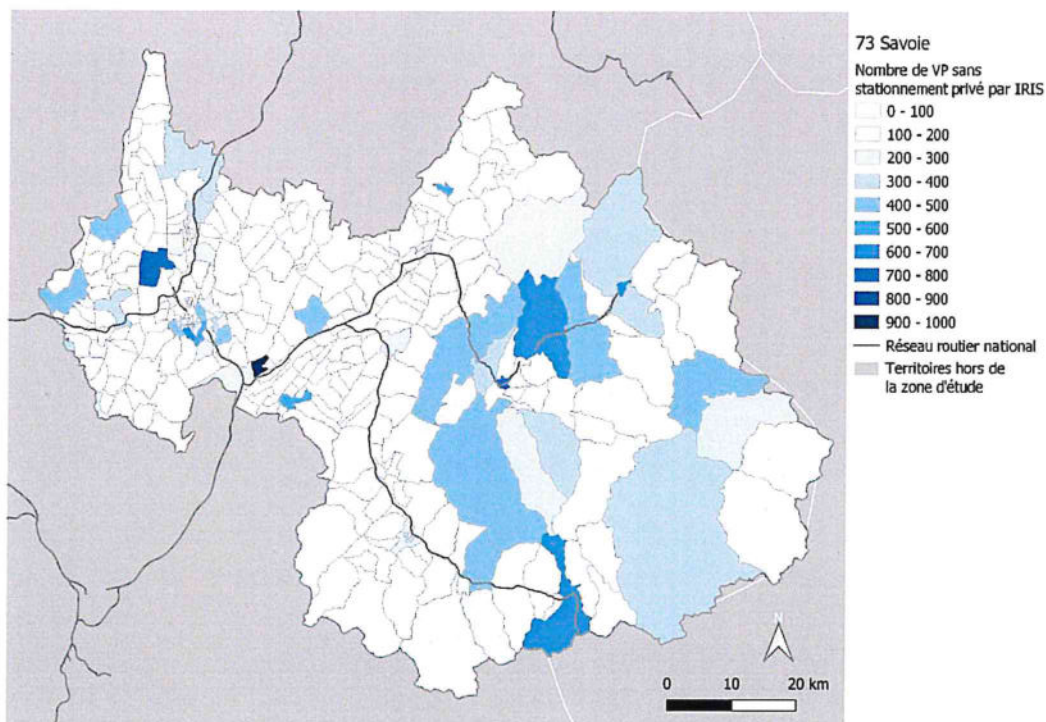 73 Savoie
Nombre de VP sans
stationnement privé par IRIS
0 - 100
100 - 200
200 - 300
300 - 400
400 - 500
500 - 600
600 - 700
700 - 800
800 - 900
900 - 1000
Réseau routier national
Territoires hors de
la zone d'étude
N
0 10 20 km